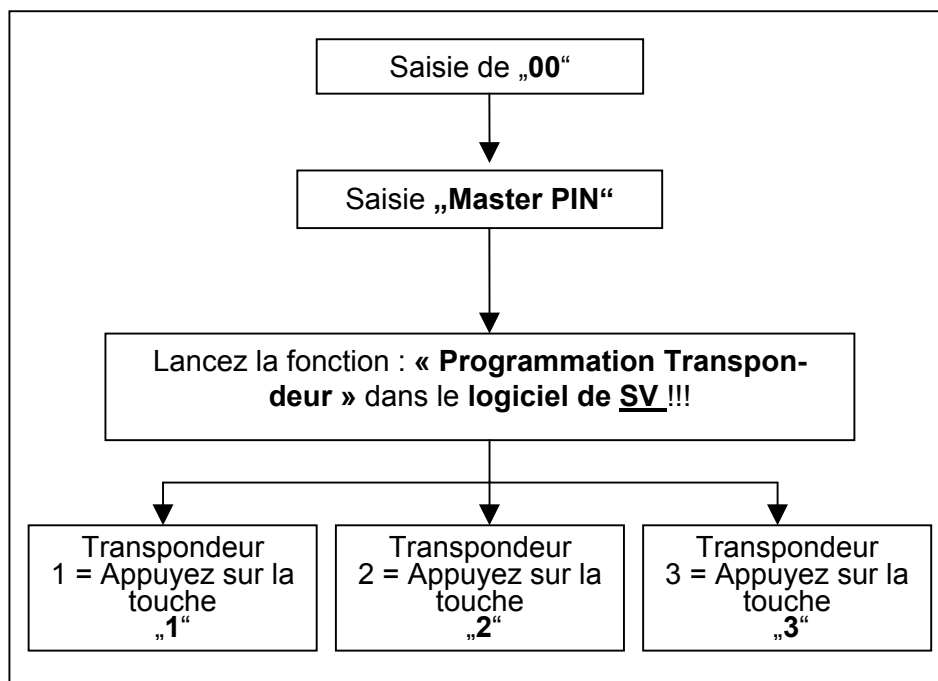 Saisie de „00“
Saisie „Master PIN“
Lancez la fonction : « Programmation Transpon-
deur » dans le logiciel de SV !!!
Transpondeur
1 = Appuyez sur la
touche
„1“
Transpondeur
2 = Appuyez sur la
touche
„2“
Transpondeur
3 = Appuyez sur la
touche
„3“